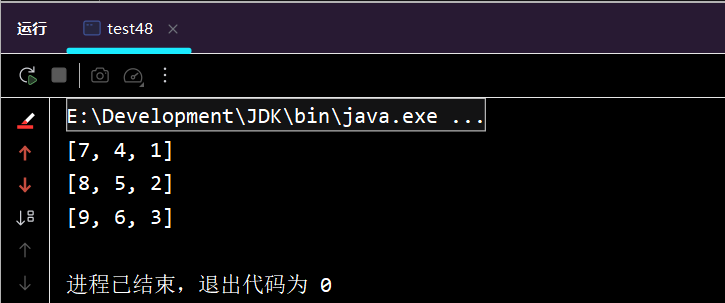 运行 test48
E:\Development\JDK\bin\java.exe ...
[7, 4, 1]
[8, 5, 2]
[9, 6, 3]
进程已结束，退出代码为 0